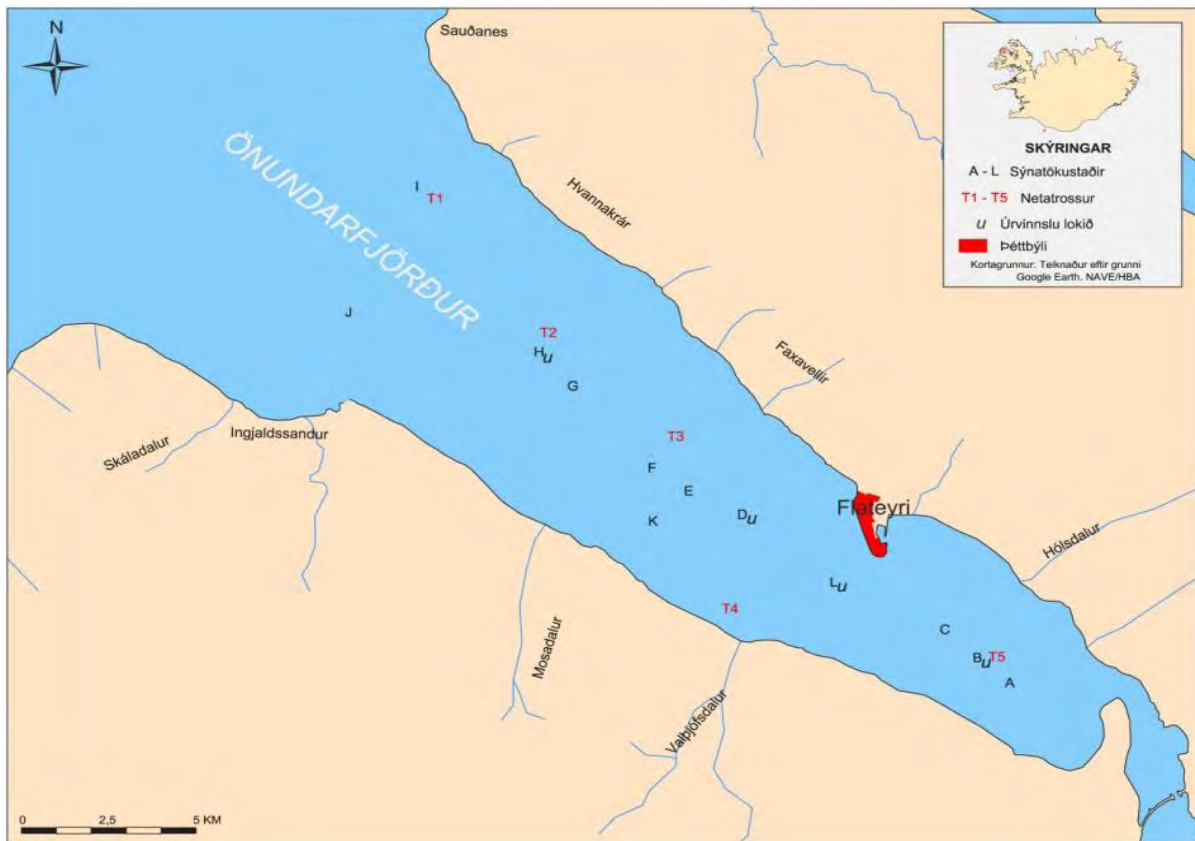 N
Sauðanes
ÖNUNDARFJÖRÐUR
Hvannakrár
I
T1
J
T2
H u
G
Faxavellir
Skáladalur
Ingjaldssandur
T3
F
E
K
D u
Flateyri
Hólsdalur
L u
T4
C
B u T5
A
Mosadalur
Valþjófsdalur
0 2,5 5 KM
SKÝRINGAR
A - L Sýnatökustaðir
T1 - T5 Netatrossur
u Úrvinnslu lokið
Þéttbýli
Kortagrunnur: Teiknaður eftir grunni
Google Earth. NAVE/HBA